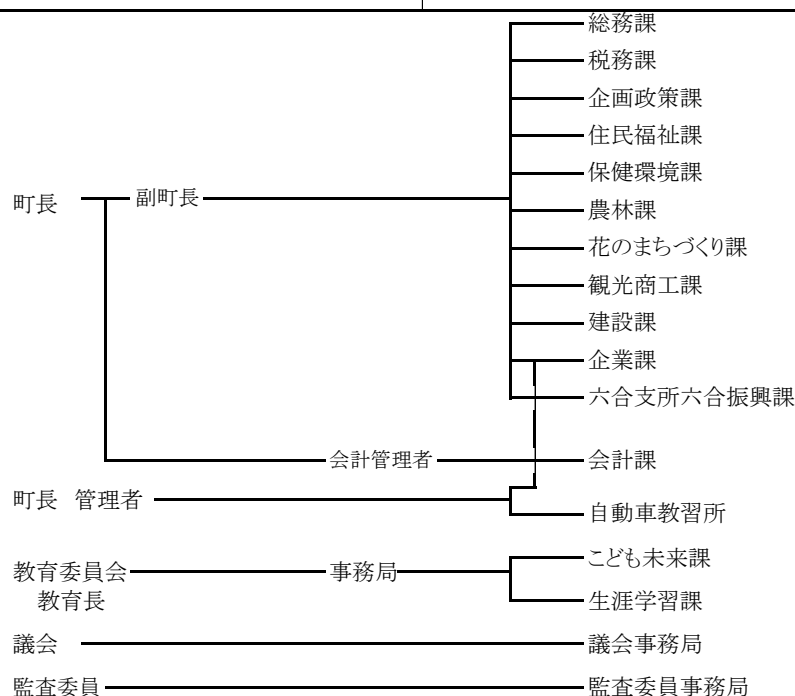 総務課
税務課
企画政策課
住民福祉課
保健環境課
町長 副町長
農林課
花のまちづくり課
観光商工課
建設課
企業課
六合支所六合振興課
会計管理者 会計課
町長 管理者
自動車教習所
こども未来課
教育委員会 事務局
教育長 生涯学習課
議会 議会事務局
監査委員 監査委員事務局